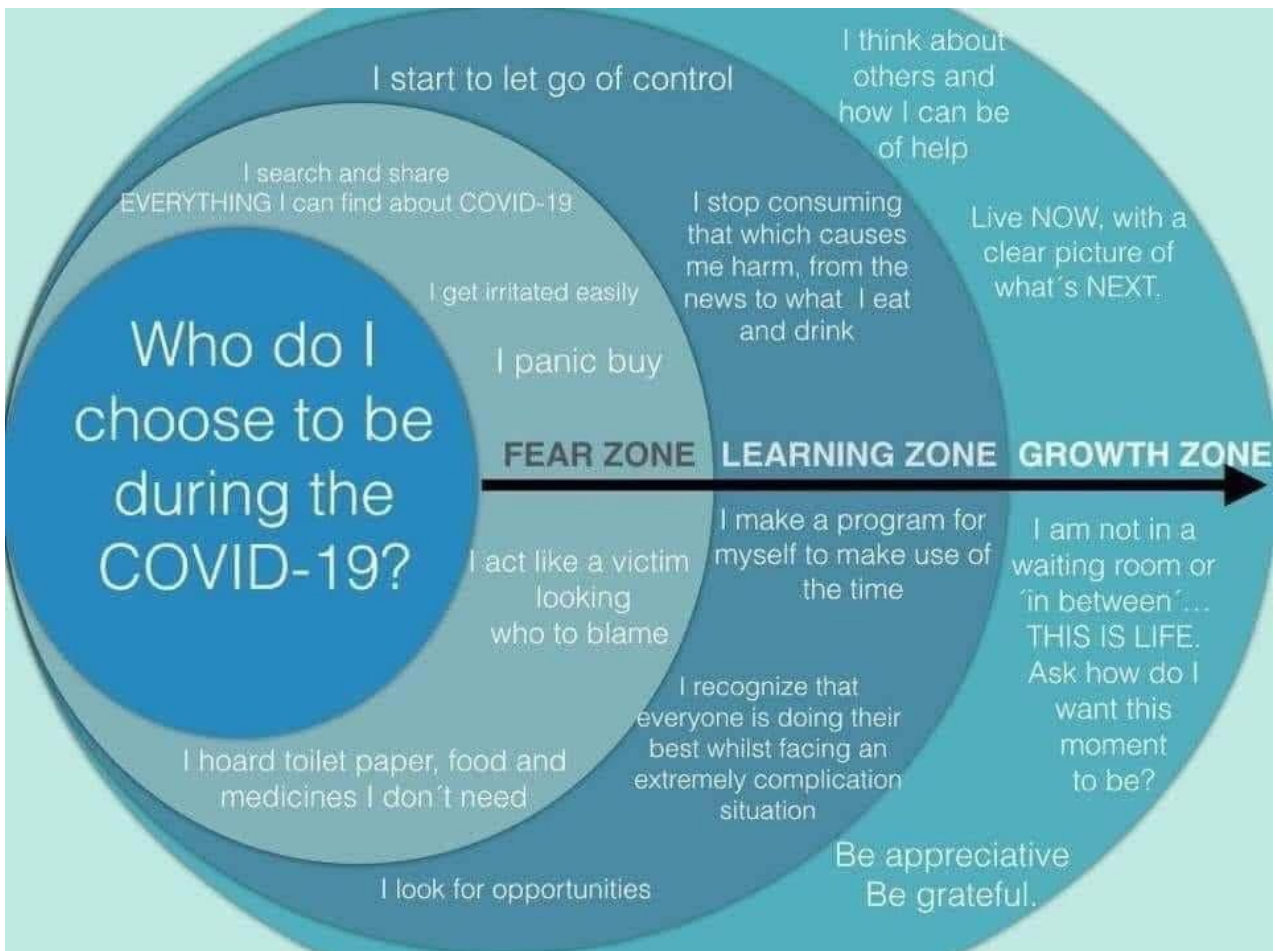 Who do I
choose to be
during the
COVID-19?
FEAR ZONE
I search and share
EVERYTHING I can find about COVID-19
I get irritated easily
I panic buy
I act like a victim
looking
who to blame
I hoard toilet paper, food and
medicines I don´t need
LEARNING ZONE
I start to let go of control
I stop consuming
that which causes
me harm, from the
news to what I eat
and drink
I make a program for
myself to make use of
the time
I recognize that
everyone is doing their
best whilst facing an
extremely complication
situation
I look for opportunities
GROWTH ZONE
I think about
others and
how I can be
of help
Live NOW, with a
clear picture of
what´s NEXT.
I am not in a
waiting room or
´in between´...
THIS IS LIFE.
Ask how do I
want this
moment
to be?
Be appreciative
Be grateful.